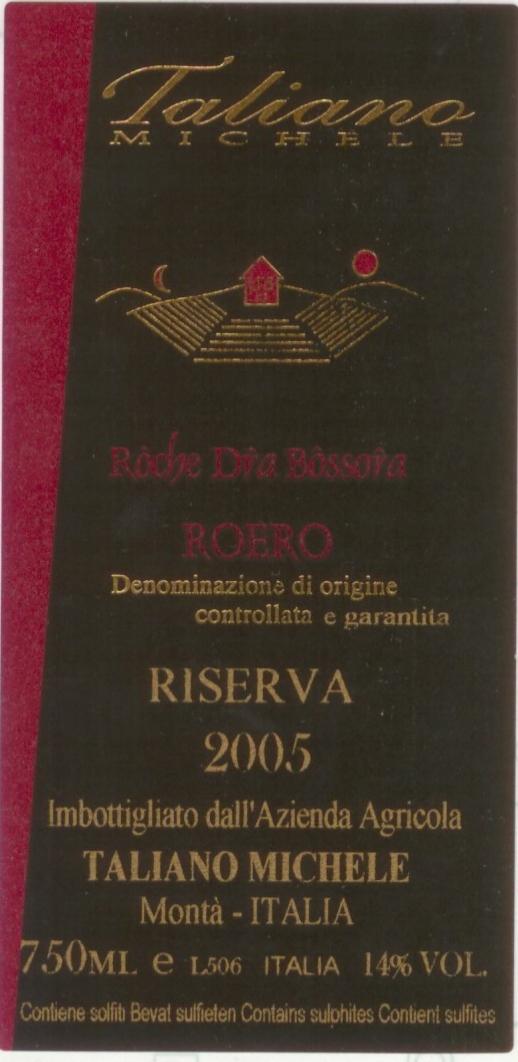 Taliano
MICHELE
Ròche Dra Bòssora
ROERO
Denominazione di origine
controllata e garantita
RISERVA
2005
Imbottigliato dall'Azienda Agricola
TALIANO MICHELE
Montà - ITALIA
750ML e L506 ITALIA 14% VOL.
Contiene solfiti Bevat sulfieten Contains sulphites Contient sulfites